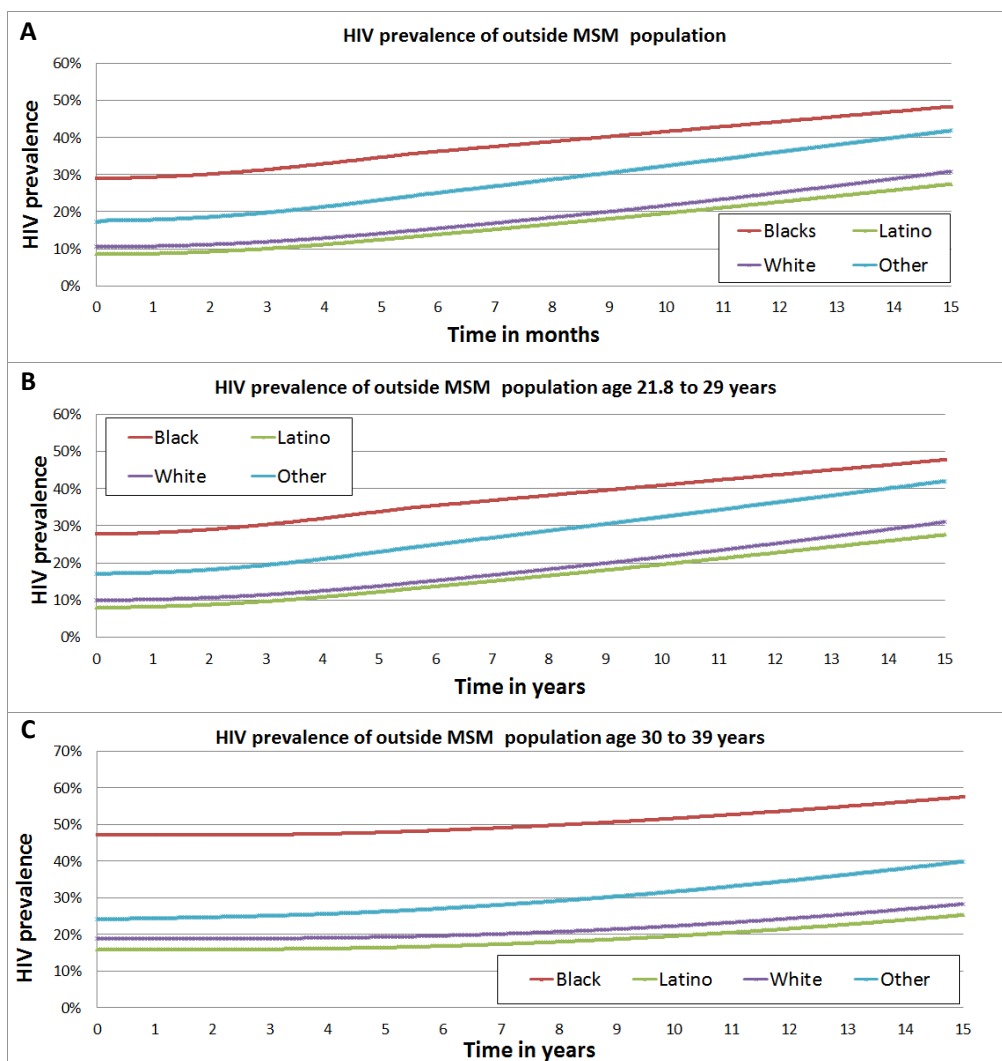 A
HIV prevalence of outside MSM population
60%
50%
40%
30%
20%
10%
0%
HIV prevalence
Blacks Latino
White Other
0 1 2 3 4 5 6 7 8 9 10 11 12 13 14 15
Time in months
B
HIV prevalence of outside MSM population age 21.8 to 29 years
60%
50%
40%
30%
20%
10%
0%
HIV prevalence
Black Latino
White Other
0 1 2 3 4 5 6 7 8 9 10 11 12 13 14 15
Time in years
C
HIV prevalence of outside MSM population age 30 to 39 years
70%
60%
50%
40%
30%
20%
10%
0%
HIV prevalence
Black Latino White Other
0 1 2 3 4 5 6 7 8 9 10 11 12 13 14 15
Time in years